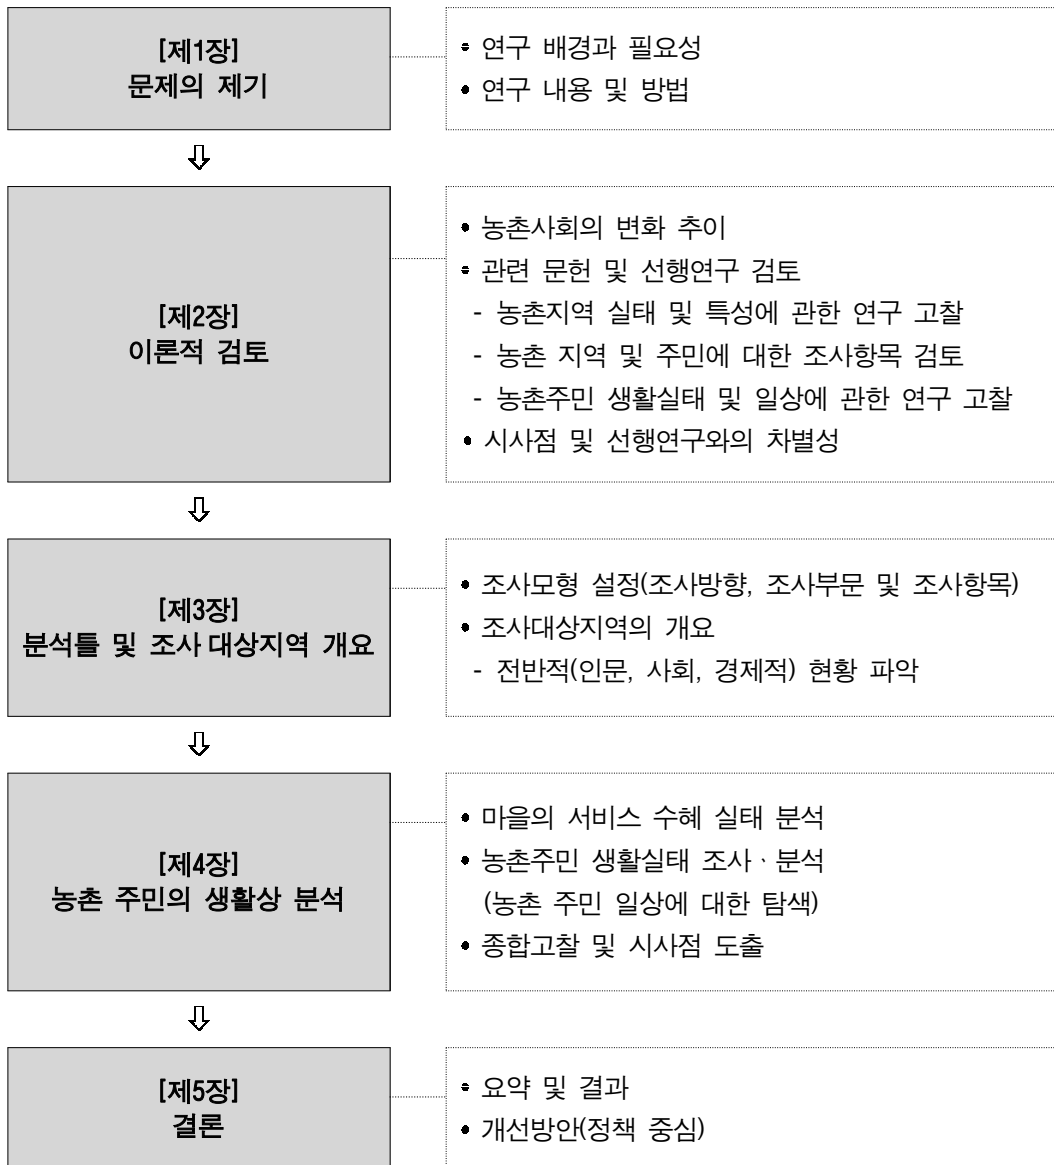 [제1장]
문제의 제기
• 연구 배경과 필요성
• 연구 내용 및 방법
⇩
[제2장]
이론적 검토
• 농촌사회의 변화 추이
• 관련 문헌 및 선행연구 검토
- 농촌지역 실태 및 특성에 관한 연구 고찰
- 농촌 지역 및 주민에 대한 조사항목 검토
- 농촌주민 생활실태 및 일상에 관한 연구 고찰
• 시사점 및 선행연구와의 차별성
⇩
[제3장]
분석틀 및 조사 대상지역 개요
• 조사모형 설정(조사방향, 조사부문 및 조사항목)
• 조사대상지역의 개요
- 전반적(인문, 사회, 경제적) 현황 파악
⇩
[제4장]
농촌 주민의 생활상 분석
• 마을의 서비스 수혜 실태 분석
• 농촌주민 생활실태 조사ㆍ분석
(농촌 주민 일상에 대한 탐색)
• 종합고찰 및 시사점 도출
⇩
[제5장]
결론
• 요약 및 결과
• 개선방안(정책 중심)